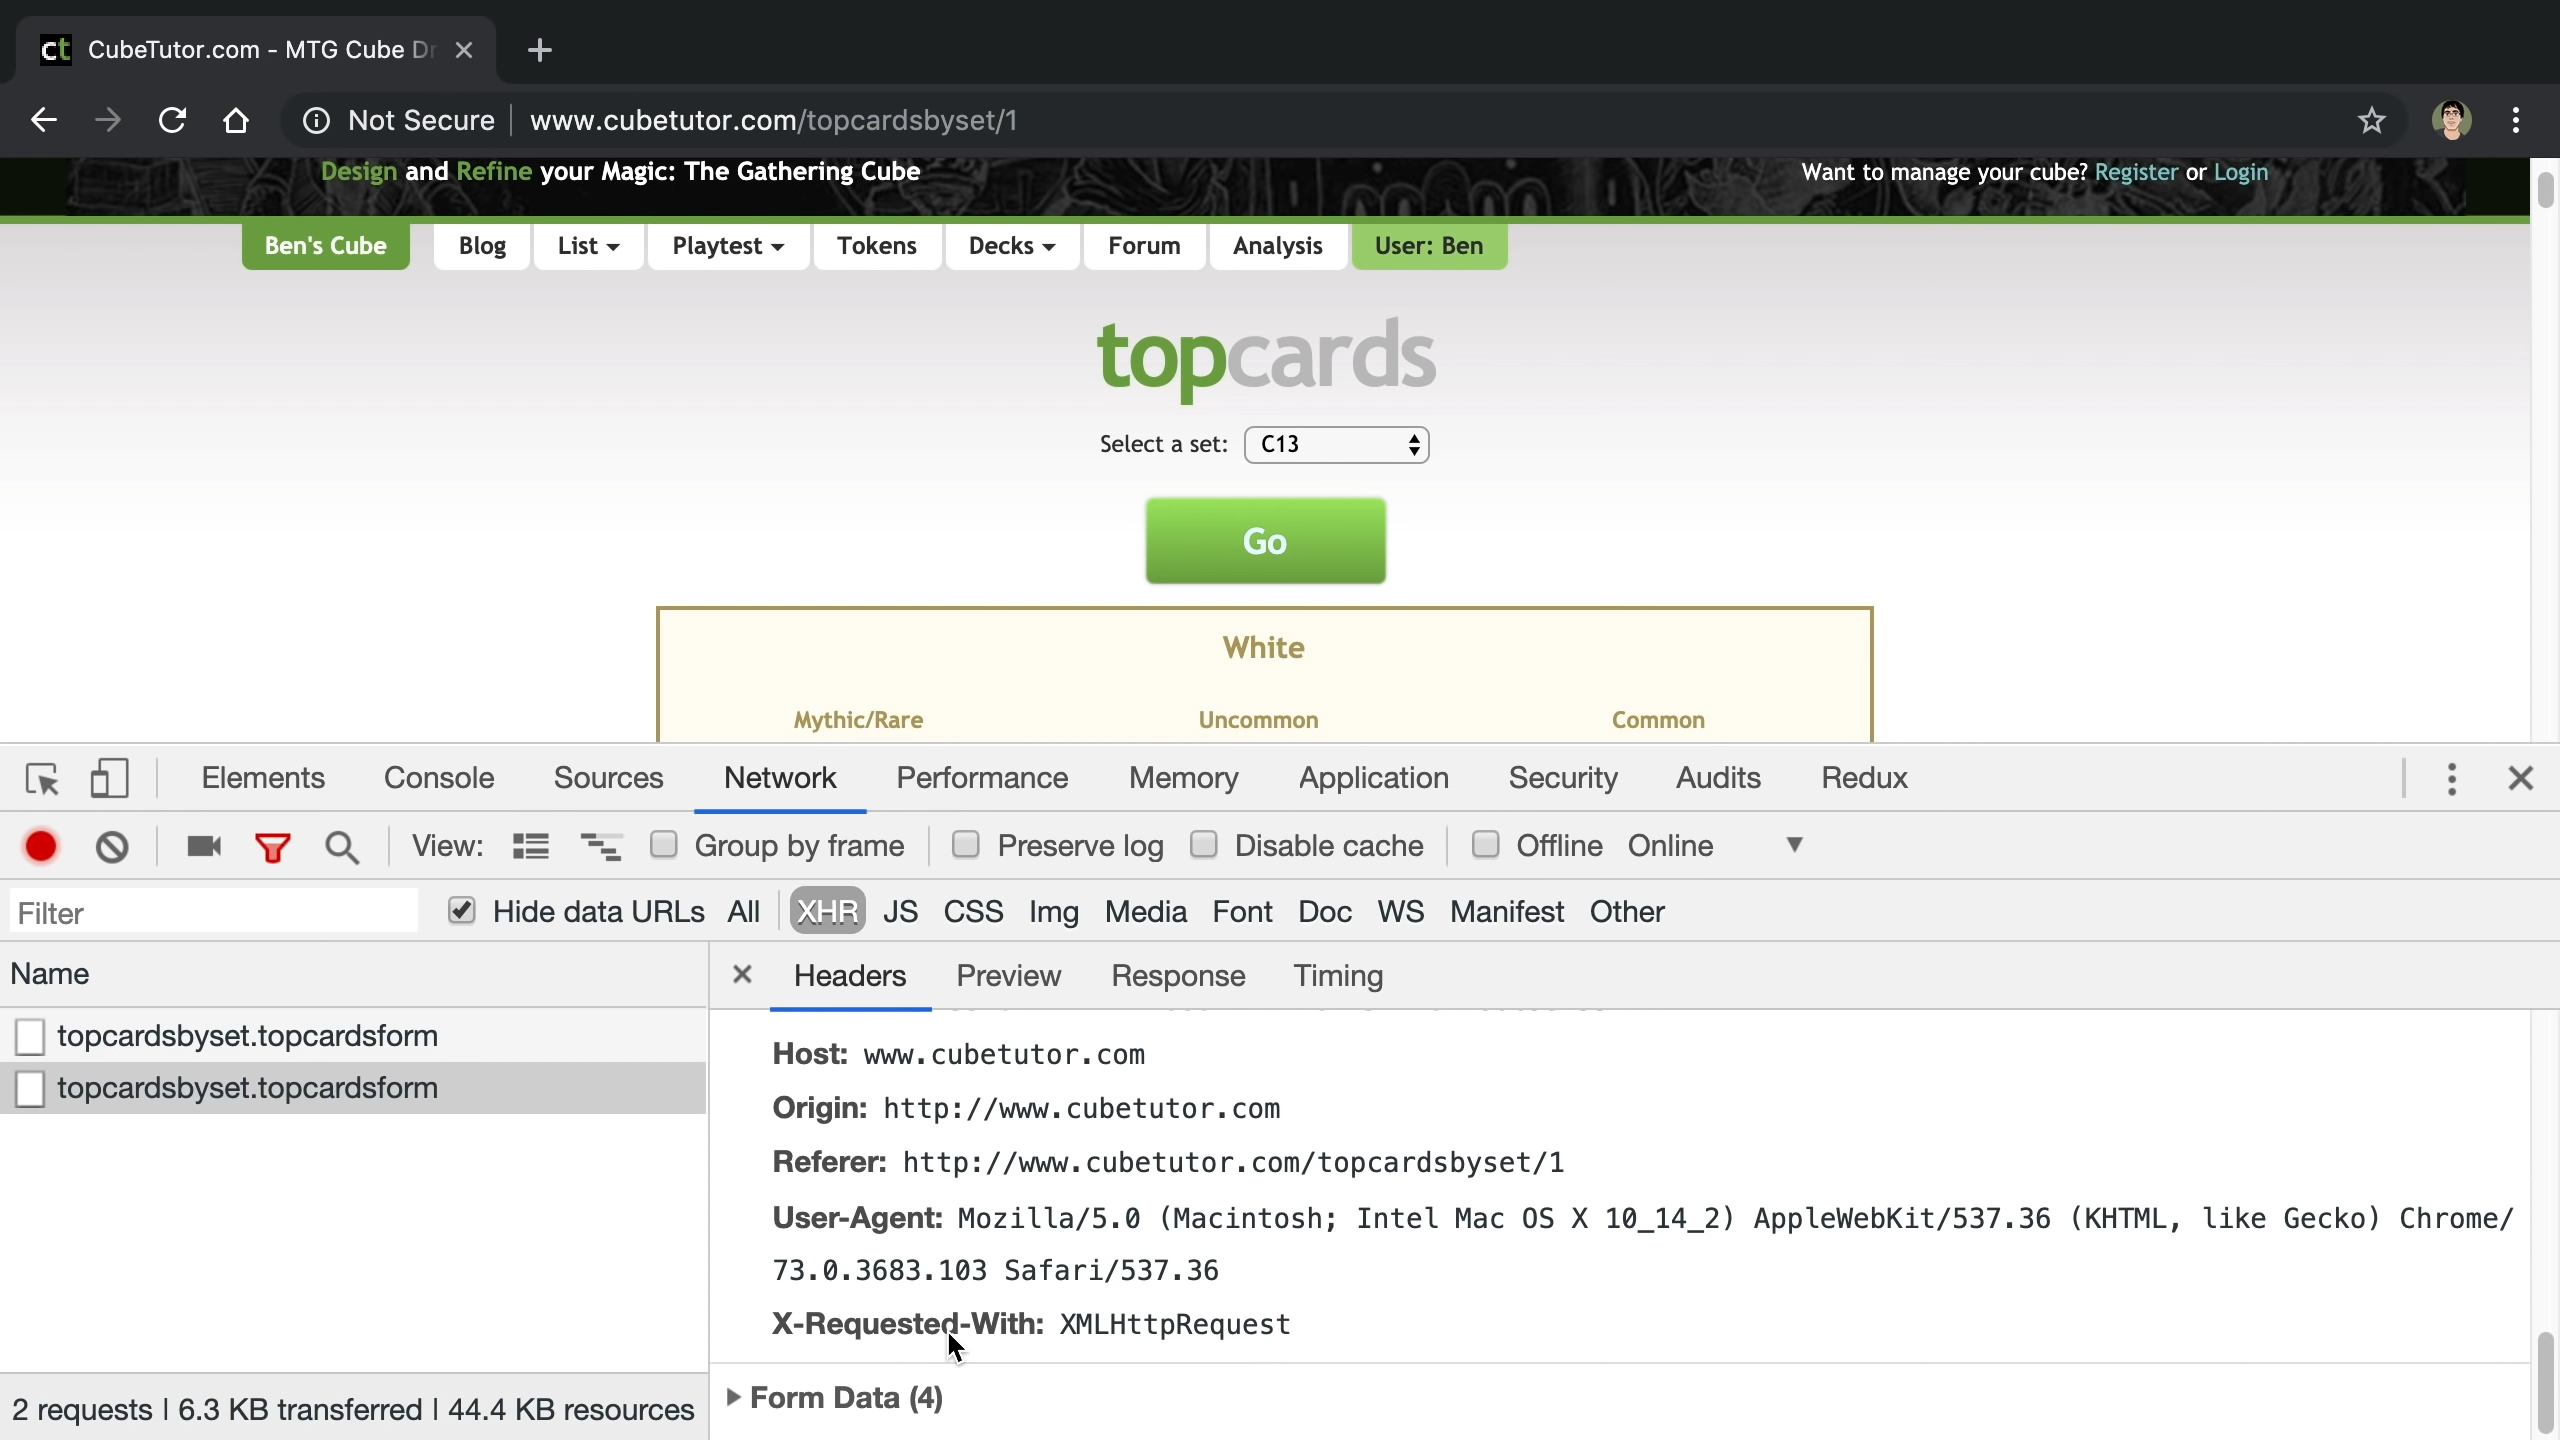 ct CubeTutor.com - MTG Cube Dr
Not Secure www.cubetutor.com/topcardsbyset/1
Design and Refine your Magic: The Gathering Cube
Want to manage your cube? Register or Login
Ben's Cube Blog List Playtest Tokens Decks Forum Analysis User: Ben
topcards
Select a set: C13
Go
White
Mythic/Rare Uncommon Common
Elements Console Sources Network Performance Memory Application Security Audits Redux
View: Group by frame Preserve log Disable cache Offline Online
Filter Hide data URLs All XHR JS CSS Img Media Font Doc WS Manifest Other
Name
Headers Preview Response Timing
topcardsbyset.topcardsform
topcardsbyset.topcardsform
Host: www.cubetutor.com
Origin: http://www.cubetutor.com
Referer: http://www.cubetutor.com/topcardsbyset/1
User-Agent: Mozilla/5.0 (Macintosh; Intel Mac OS X 10_14_2) AppleWebKit/537.36 (KHTML, like Gecko) Chrome/
73.0.3683.103 Safari/537.36
X-Requested-With: XMLHttpRequest
Form Data (4)
2 requests | 6.3 KB transferred | 44.4 KB resources